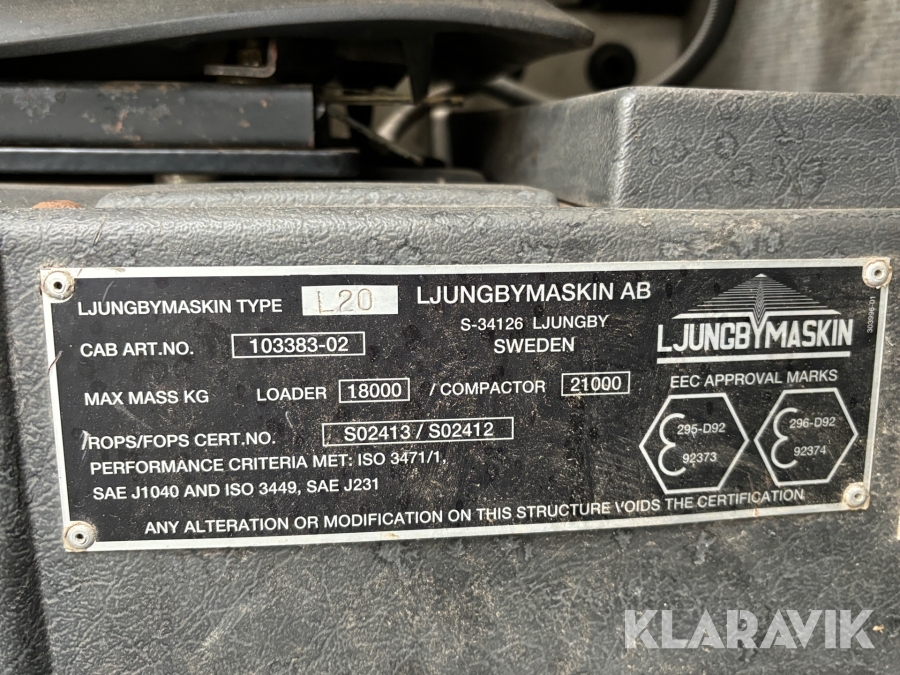 LJUNGBYMASKIN TYPE L20 LJUNGBYMASKIN AB
S-34126 LJUNGBY
SWEDEN
LJUNGBYMASKIN
303996-01
CAB ART.NO. 103383-02
MAX MASS KG LOADER 18000 / COMPACTOR 21000
EEC APPROVAL MARKS
295-D92
92373
296-D92
92374
/ROPS/FOPS CERT.NO. S02413 / S02412
PERFORMANCE CRITERIA MET: ISO 3471/1,
SAE J1040 AND ISO 3449, SAE J231
ANY ALTERATION OR MODIFICATION ON THIS STRUCTURE VOIDS THE CERTIFICATION
KLARAVIK